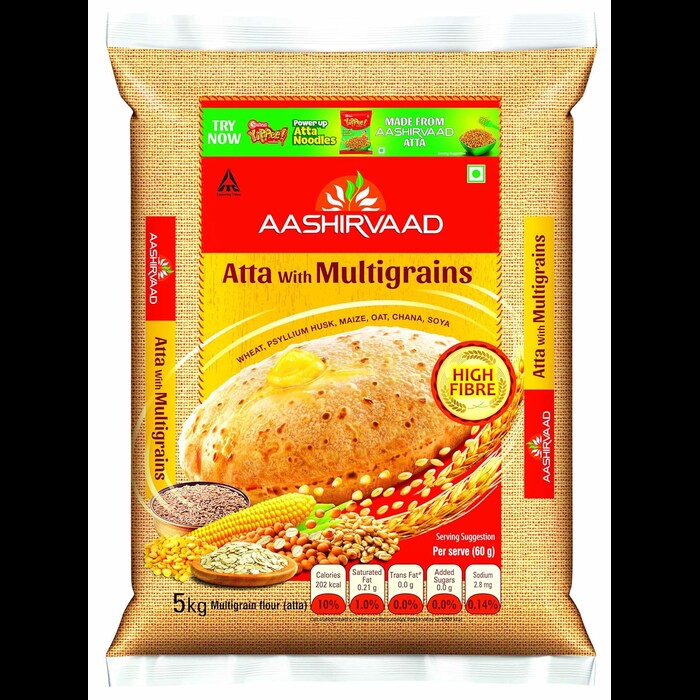 TRY
NOW
YiPPee!
Power up
Atta
Noodles
MADE FROM
AASHIRVAAD
ATTA
AASHIRVAAD
Atta With Multigrains
WHEAT, PSYLLIUM HUSK, MAIZE, OAT, CHANA, SOYA
HIGH
FIBRE
AASHIRVAAD
Atta With Multigrains
Atta With Multigrains
AASHIRVAAD
Serving Suggestion
Per serve (60 g)
Calories
202 kcal
10%
Saturated
Fat
0.21 g
1.0%
Trans Fat*
0.0 g
0.0%
Added
Sugars
0.0 g
0.0%
Sodium
2.8 mg
0.14%
5kg Multigrain flour (atta)